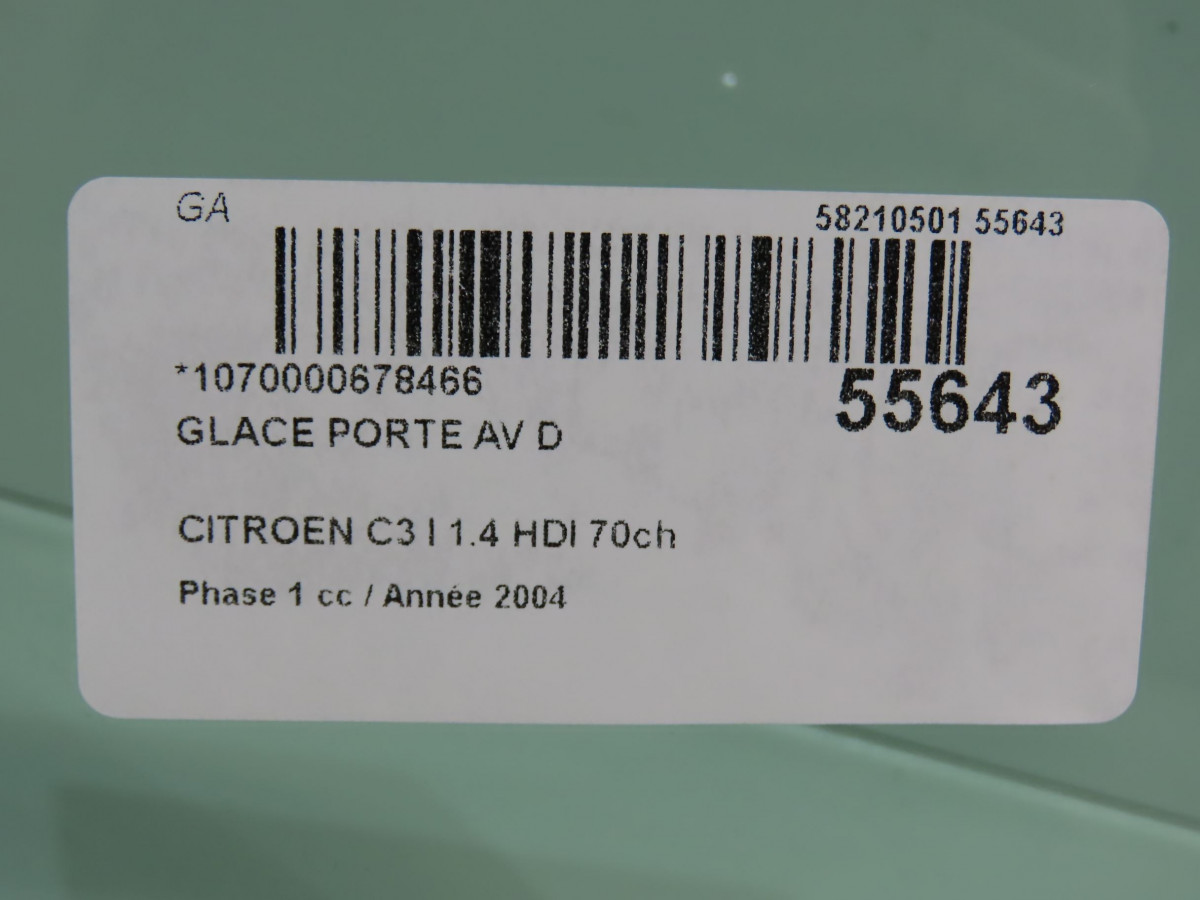 GA
58210501 55643
*1070000678466
55643
GLACE PORTE AV D
CITROEN C3 I 1.4 HDI 70ch
Phase 1 cc / Année 2004